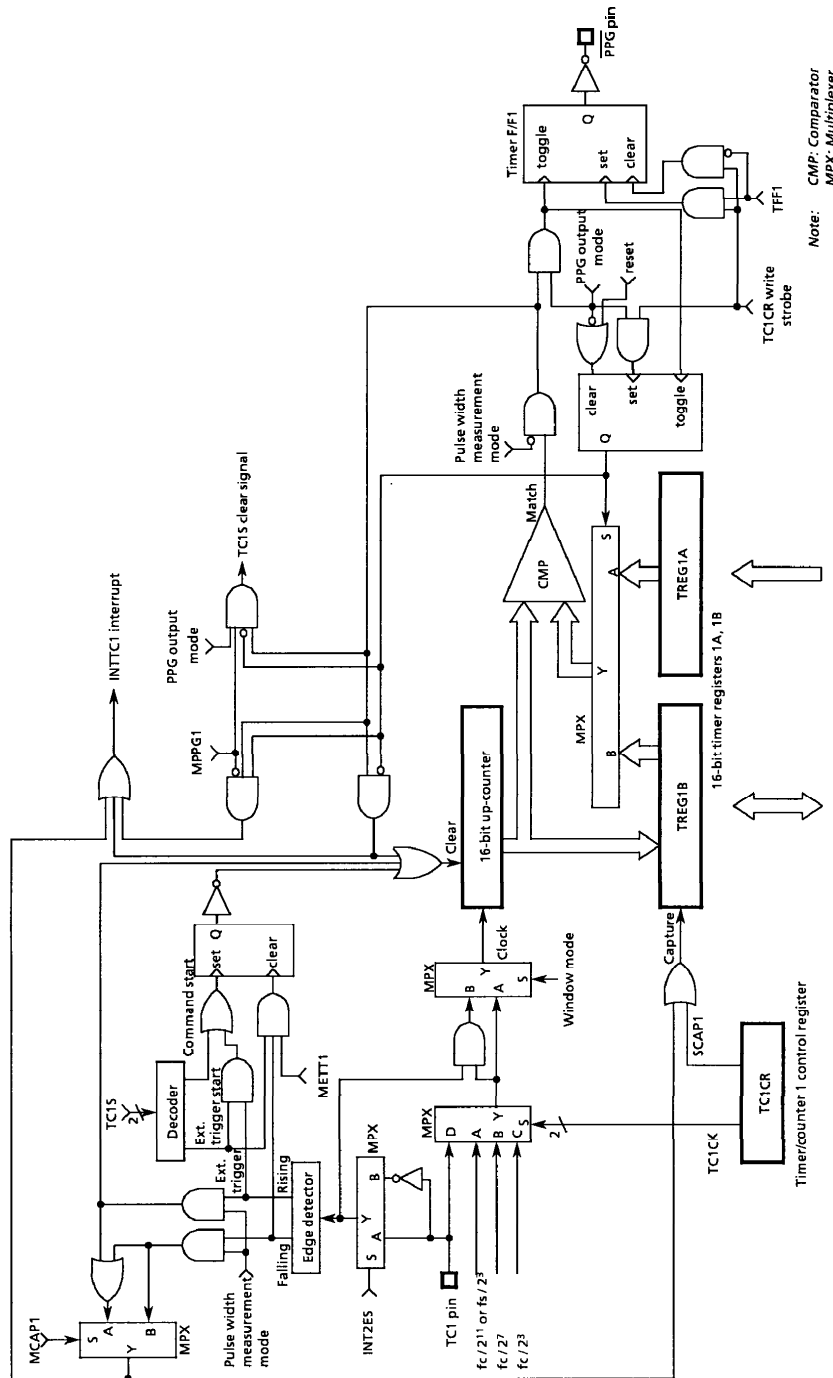 MCAP1
S
A
B
Y
MPX
Pulse width
measurement
mode
Falling
Rising
Edge detector
TC1S
2
Decoder
Ext.
trigger
Ext.
trigger start
Command start
set
Q
clear
METT1
INTTC1 interrupt
MPPG1
PPG output
mode
TC1S clear signal
INT2ES
MPX
S
A
Y
B
TC1 pin
fc / 2¹¹ or fs / 2³
fc / 2⁷
fc / 2³
MPX
D
A
B
C
Y
S
2
TC1CK
MPX
B
A
Y
S
Window mode
Clock
Clear
16-bit up-counter
CMP
Match
Pulse width
measurement
mode
MPX
B
Y
A
S
Q
clear
set
toggle
PPG output
mode
reset
TC1CR write
strobe
Timer F/F1
toggle
set
clear
Q
PPG pin
TFF1
SCAP1
Capture
TREG1B
TREG1A
16-bit timer registers 1A, 1B
TC1CR
Timer/counter 1 control register
Note: CMP: Comparator
MPX: Multiplexer